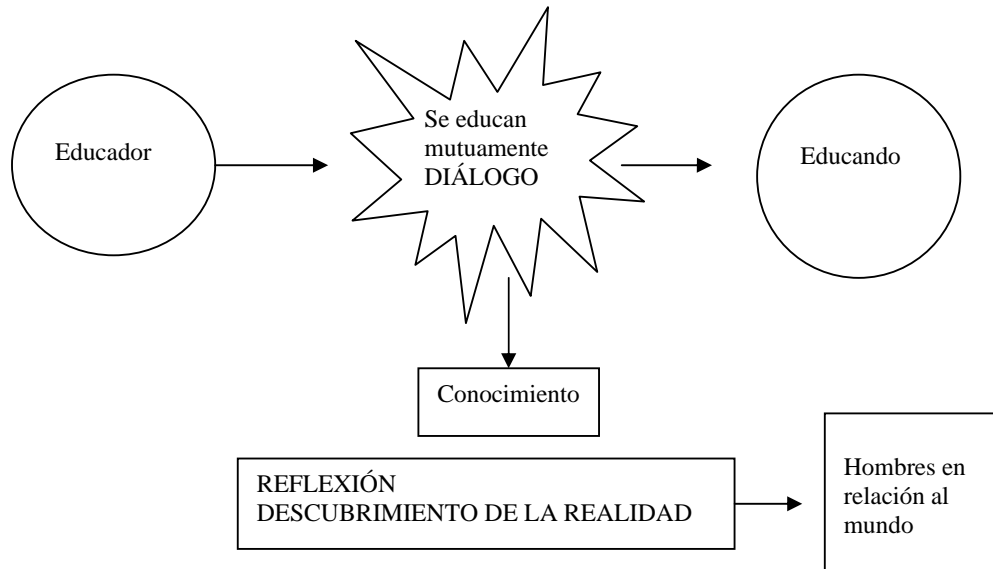 Educador
Se educan
mutuamente
DIÁLOGO
Educando
Conocimiento
REFLEXIÓN
DESCUBRIMIENTO DE LA REALIDAD
Hombres en
relación al
mundo